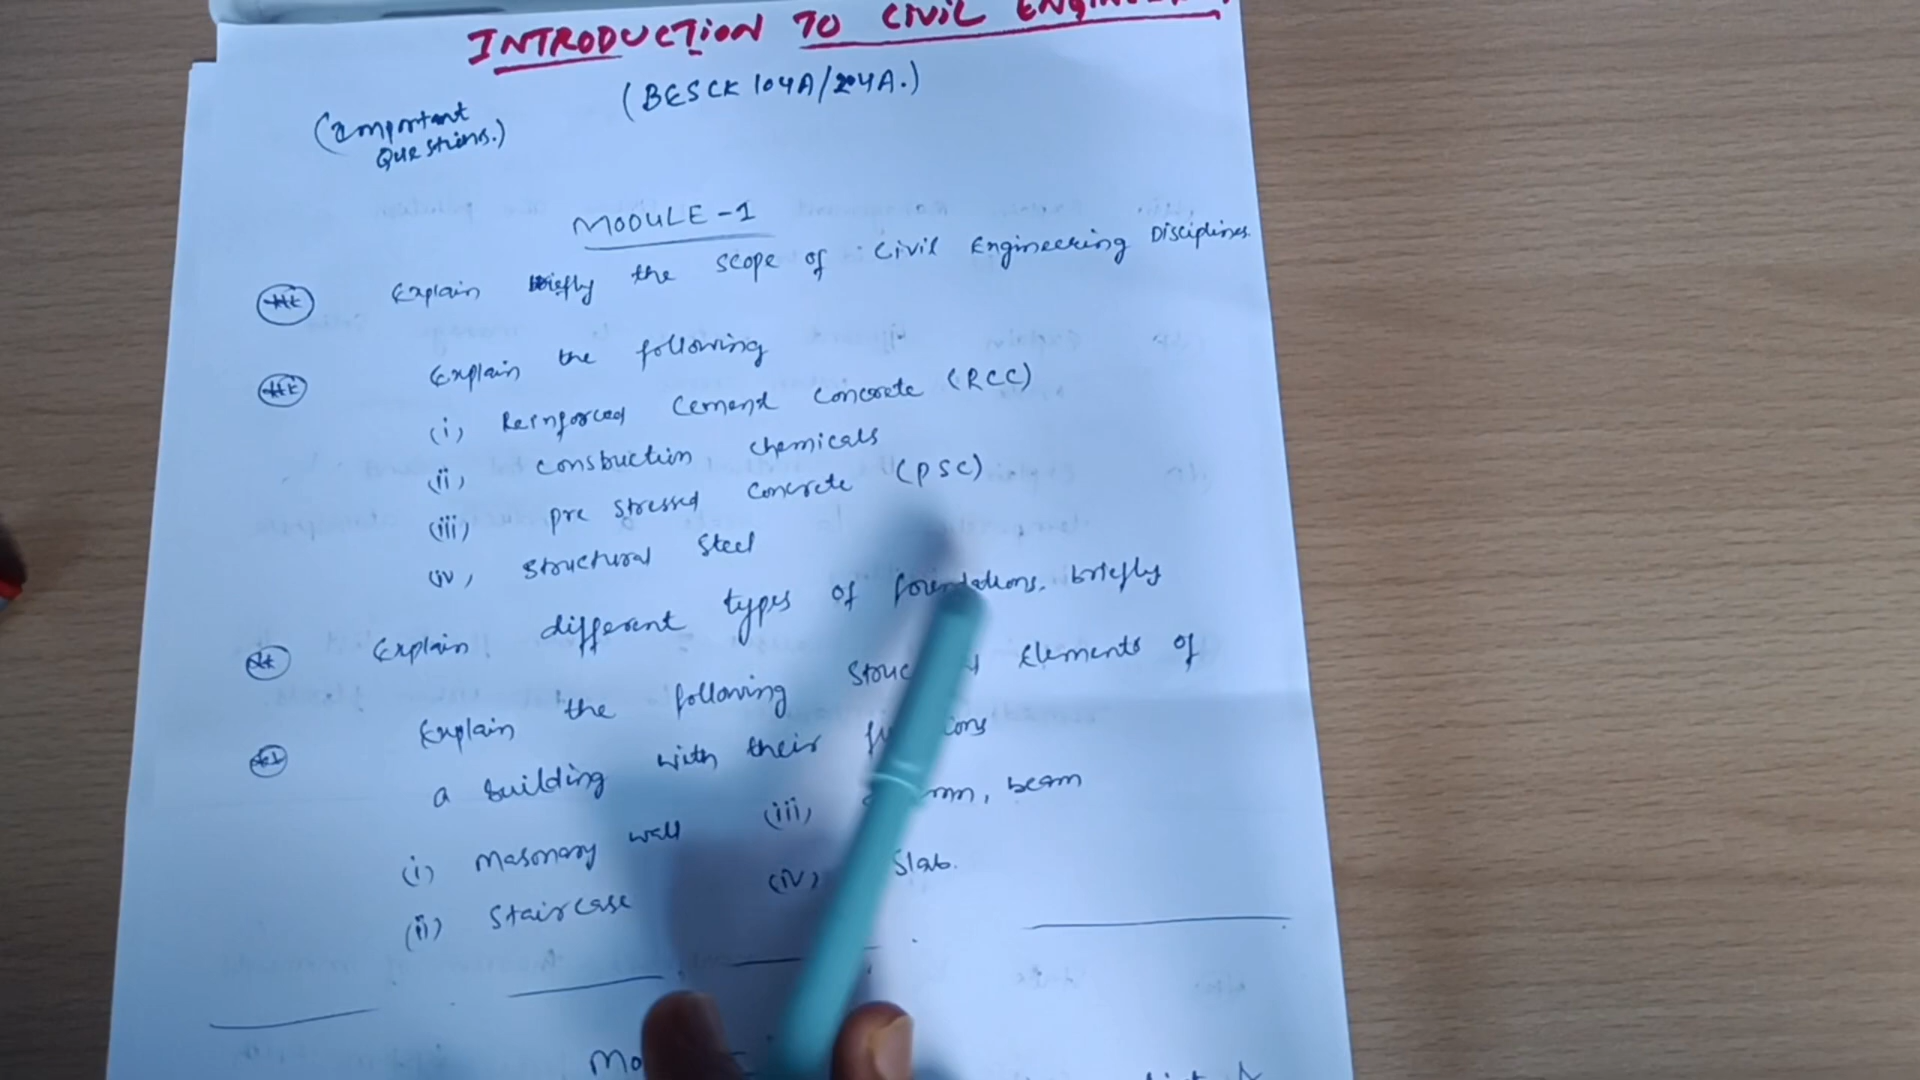 INTRODUCTION TO CIVIL
(BESCK 104A/204A.)
(Important
Questions.)
MODULE-1
Explain briefly the scope of Civil Engineering Disciplines.
Explain the following
(i) Reinforced Cement Concrete (RCC)
(ii) Construction chemicals
(iii) pre stressed concrete (PSC)
(iv) Structural Steel
Explain different types of foundations. briefly
Explain the following Elements of
a building with their
(i) Masonary wall (iii) beam
(ii) Staircase (iv) Slab.